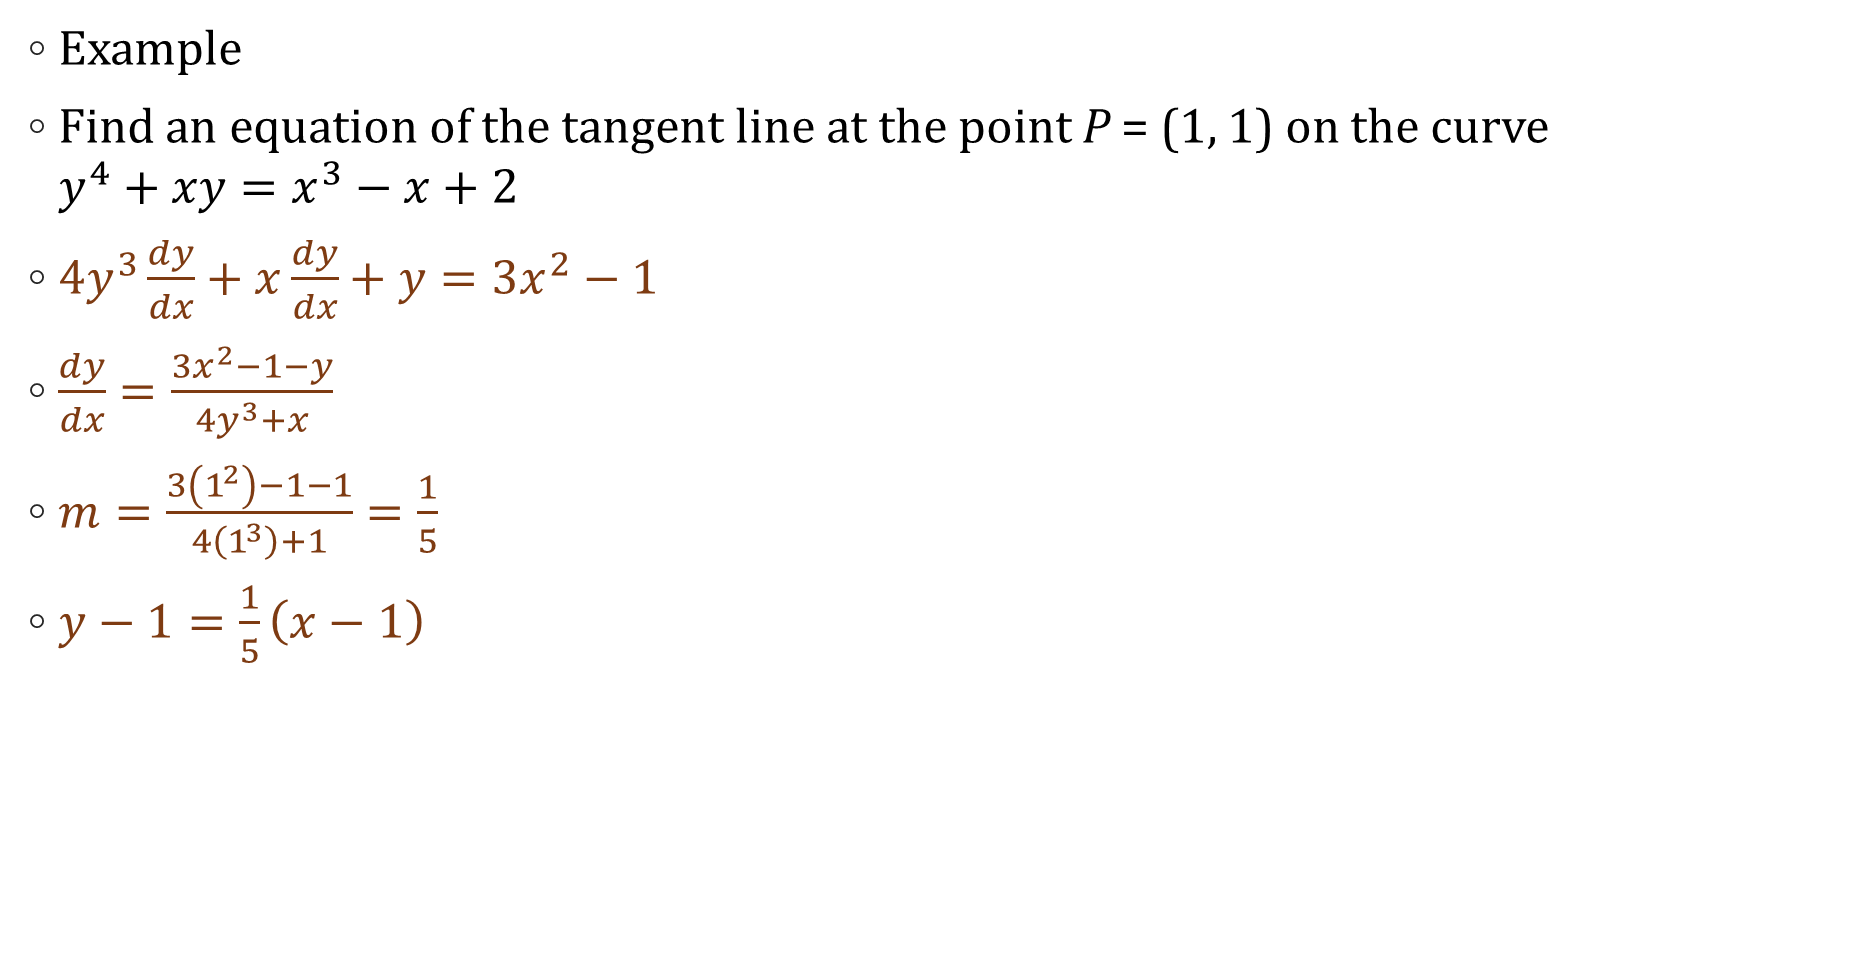 ◦ Example
◦ Find an equation of the tangent line at the point P = (1, 1) on the curve
y⁴ + xy = x³ − x + 2
◦ 4y³ dy/dx + x dy/dx + y = 3x² − 1
◦ dy/dx = (3x²−1−y)/(4y³+x)
◦ m = (3(1²)−1−1)/(4(1³)+1) = 1/5
◦ y − 1 = 1/5 (x − 1)